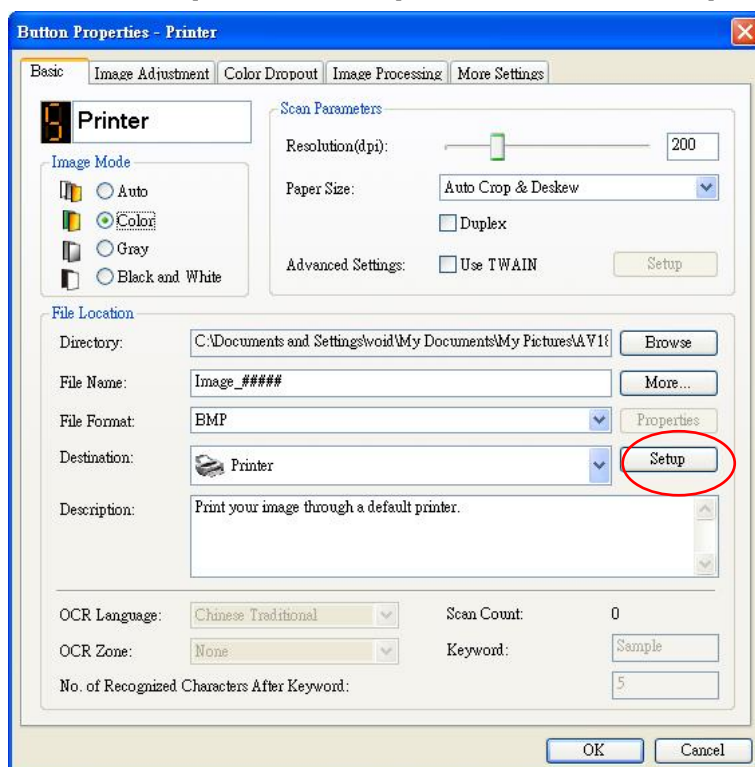 Button Properties - Printer
Basic Image Adjustment Color Dropout Image Processing More Settings
Printer
Scan Parameters
Resolution(dpi): 200
Image Mode
Auto
Paper Size: Auto Crop & Deskew
Color
Duplex
Gray
Advanced Settings: Use TWAIN Setup
Black and White
File Location
Directory: C:\Documents and Settings\void\My Documents\My Pictures\AV18 Browse
File Name: Image_##### More...
File Format: BMP Properties
Destination: Printer Setup
Description: Print your image through a default printer.
OCR Language: Chinese Traditional Scan Count: 0
OCR Zone: None Keyword: Sample
No. of Recognized Characters After Keyword: 5
OK Cancel